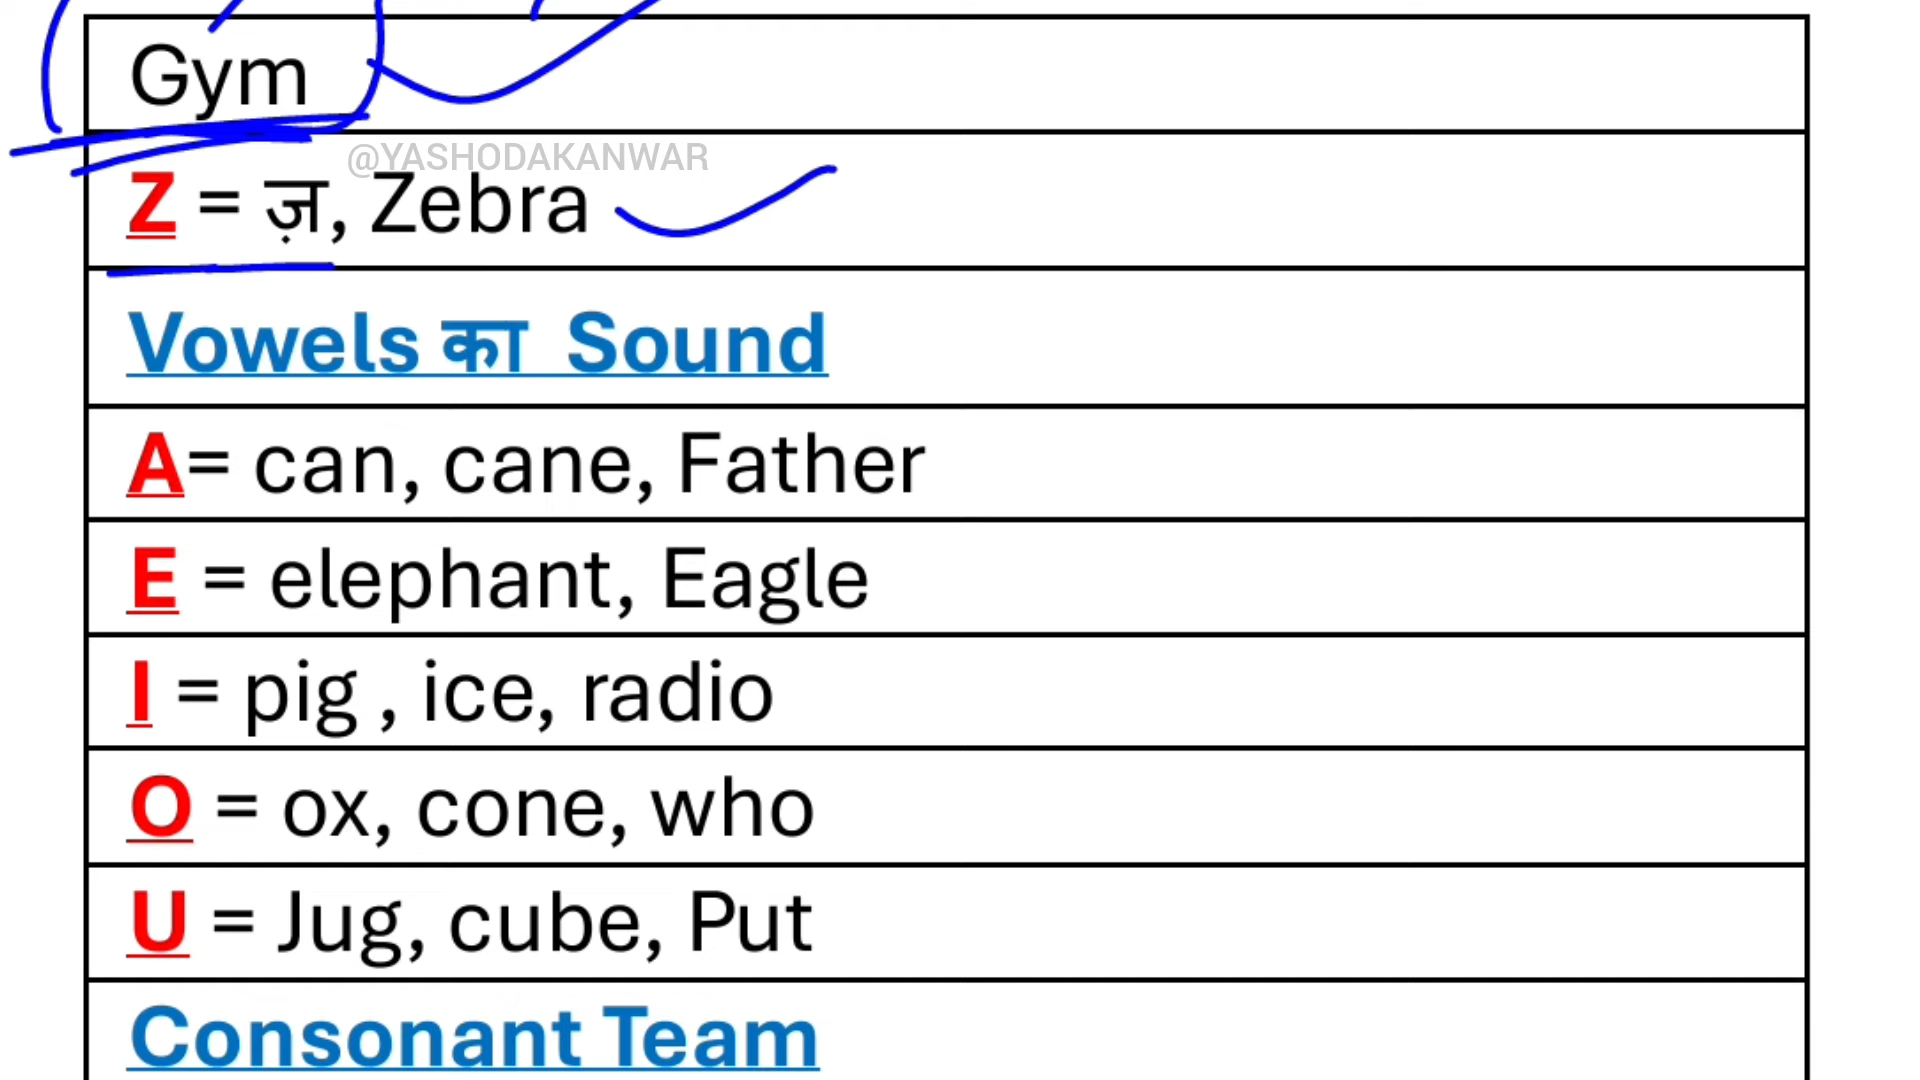 Gym
@YASHODAKANWAR
Z = ज़, Zebra
Vowels का Sound
A= can, cane, Father
E = elephant, Eagle
I = pig , ice, radio
O = ox, cone, who
U = Jug, cube, Put
Consonant Team